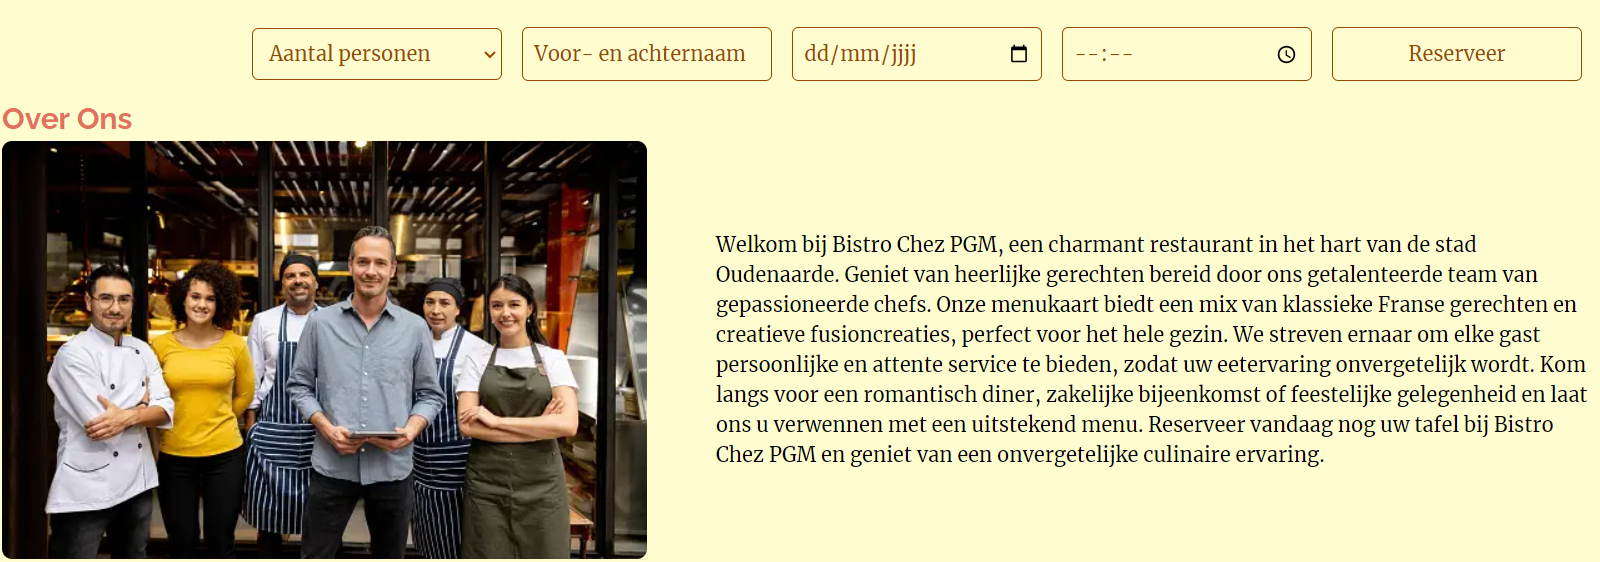 Aantal personen
Voor- en achternaam
dd/mm/jjjj
--:--
Reserveer
Over Ons
Welkom bij Bistro Chez PGM, een charmant restaurant in het hart van de stad
Oudenaarde. Geniet van heerlijke gerechten bereid door ons getalenteerde team van
gepassioneerde chefs. Onze menukaart biedt een mix van klassieke Franse gerechten en
creatieve fusioncreaties, perfect voor het hele gezin. We streven ernaar om elke gast
persoonlijke en attente service te bieden, zodat uw eetervaring onvergetelijk wordt. Kom
langs voor een romantisch diner, zakelijke bijeenkomst of feestelijke gelegenheid en laat
ons u verwennen met een uitstekend menu. Reserveer vandaag nog uw tafel bij Bistro
Chez PGM en geniet van een onvergetelijke culinaire ervaring.